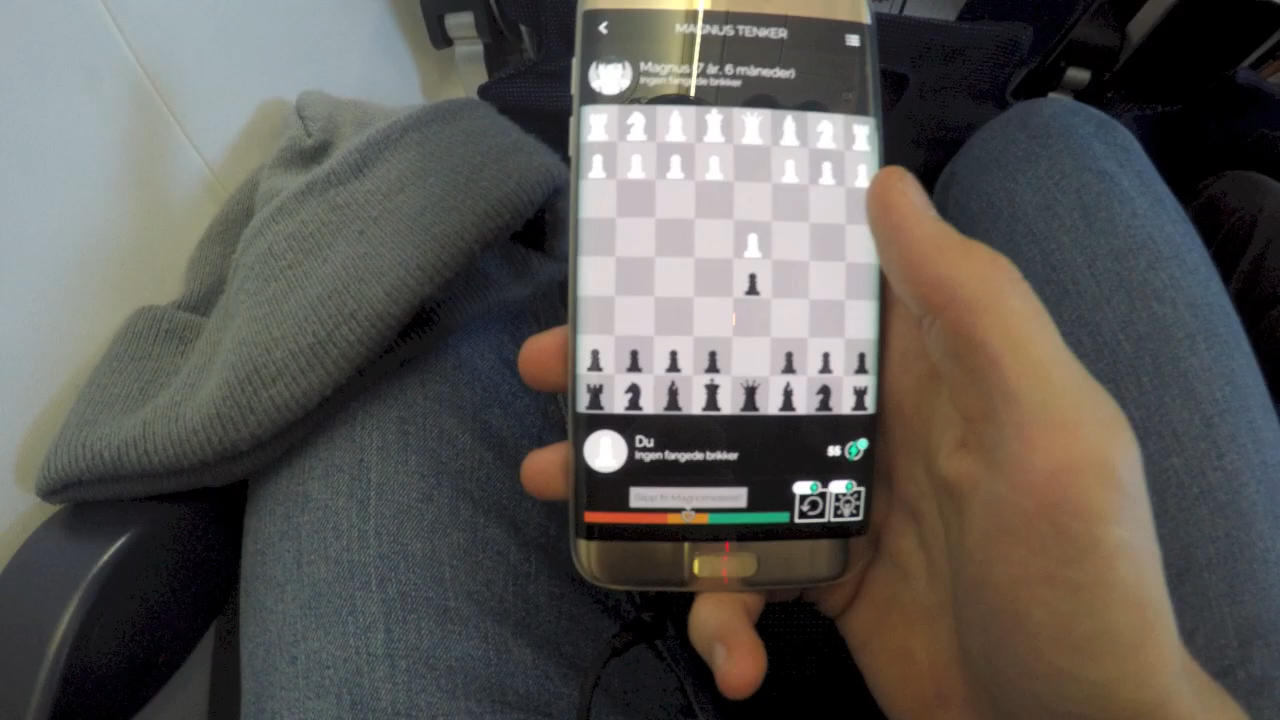 MAGNUS TENKER
Magnus (7 år, 6 måneder)
Ingen fangede brikker
Du
Ingen fangede brikker
55